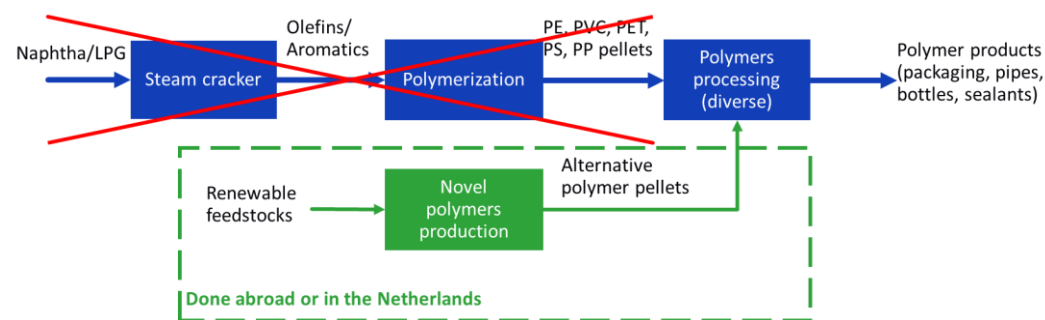 Naphtha/LPG
Steam cracker
Olefins/
Aromatics
Polymerization
PE, PVC, PET,
PS, PP pellets
Polymers
processing
(diverse)
Polymer products
(packaging, pipes,
bottles, sealants)
Renewable
feedstocks
Novel
polymers
production
Alternative
polymer pellets
Done abroad or in the Netherlands